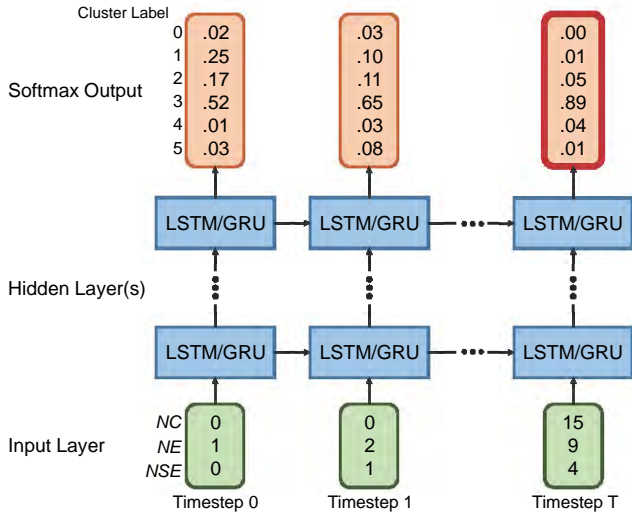 Cluster Label
0 .02 .03 .00
1 .25 .10 .01
2 .17 .11 .05
Softmax Output
3 .52 .65 .89
4 .01 .03 .04
5 .03 .08 .01
LSTM/GRU LSTM/GRU LSTM/GRU
Hidden Layer(s)
LSTM/GRU LSTM/GRU LSTM/GRU
NC 0 0 15
Input Layer NE 1 2 9
NSE 0 1 4
Timestep 0 Timestep 1 Timestep T